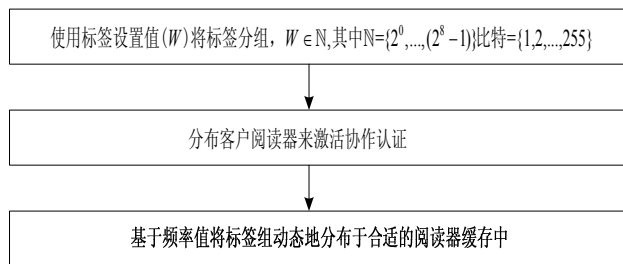 使用标签设置值(W)将标签分组，W∈N,其中N={2⁰,...,(2⁸−1)}比特={1,2,...,255}
分布客户阅读器来激活协作认证
基于频率值将标签组动态地分布于合适的阅读器缓存中